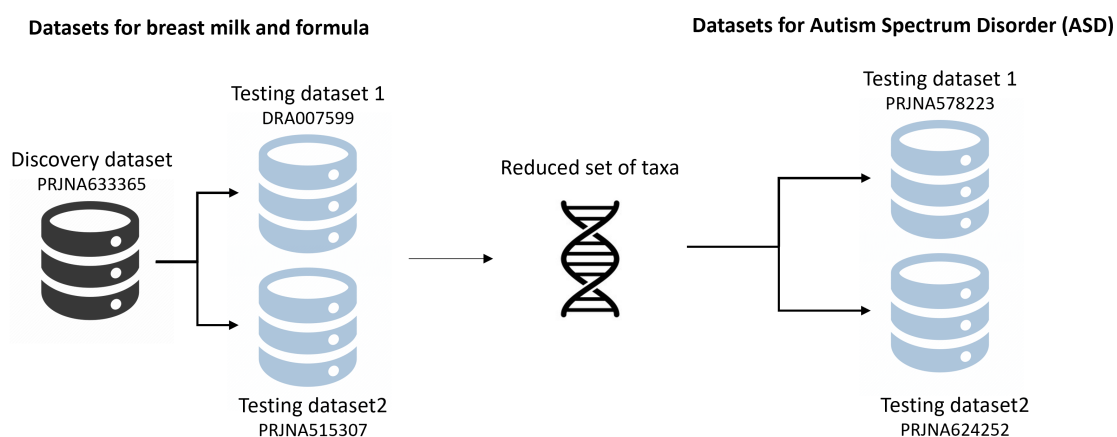 Datasets for breast milk and formula
Datasets for Autism Spectrum Disorder (ASD)
Discovery dataset
PRJNA633365
Testing dataset 1
DRA007599
Testing dataset2
PRJNA515307
Reduced set of taxa
Testing dataset 1
PRJNA578223
Testing dataset2
PRJNA624252